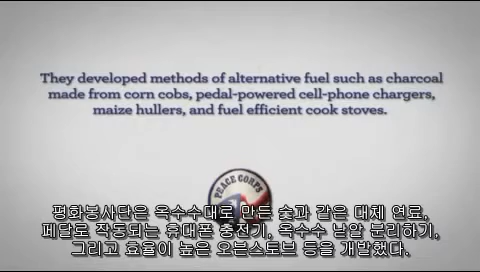 They developed methods of alternative fuel such as charcoal
made from corn cobs, pedal-powered cell-phone chargers,
maize hullers, and fuel efficient cook stoves.
PEACE CORPS
평화봉사단은 옥수수대로 만든 숯과 같은 대체 연료,
페달로 작동되는 휴대폰 충전기, 옥수수 낱알 분리하기,
그리고 효율이 높은 오븐스토브 등을 개발했다.